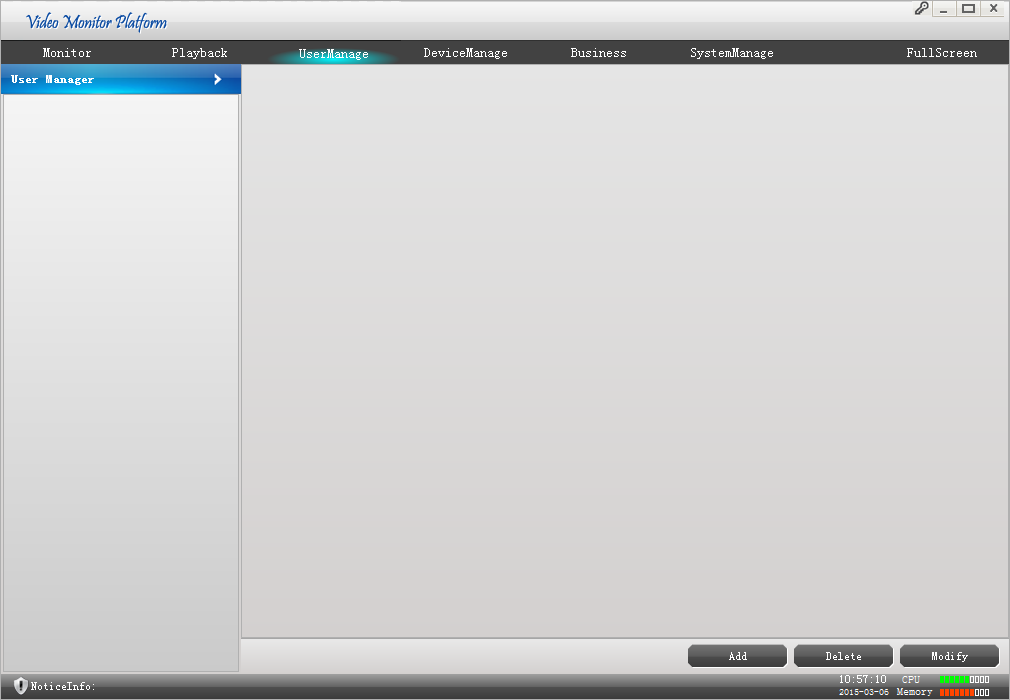 Video Monitor Platform
Monitor Playback UserManage DeviceManage Business SystemManage FullScreen
User Manager
Add Delete Modify
10:57:10 CPU
NoticeInfo:
2015-03-06 Memory